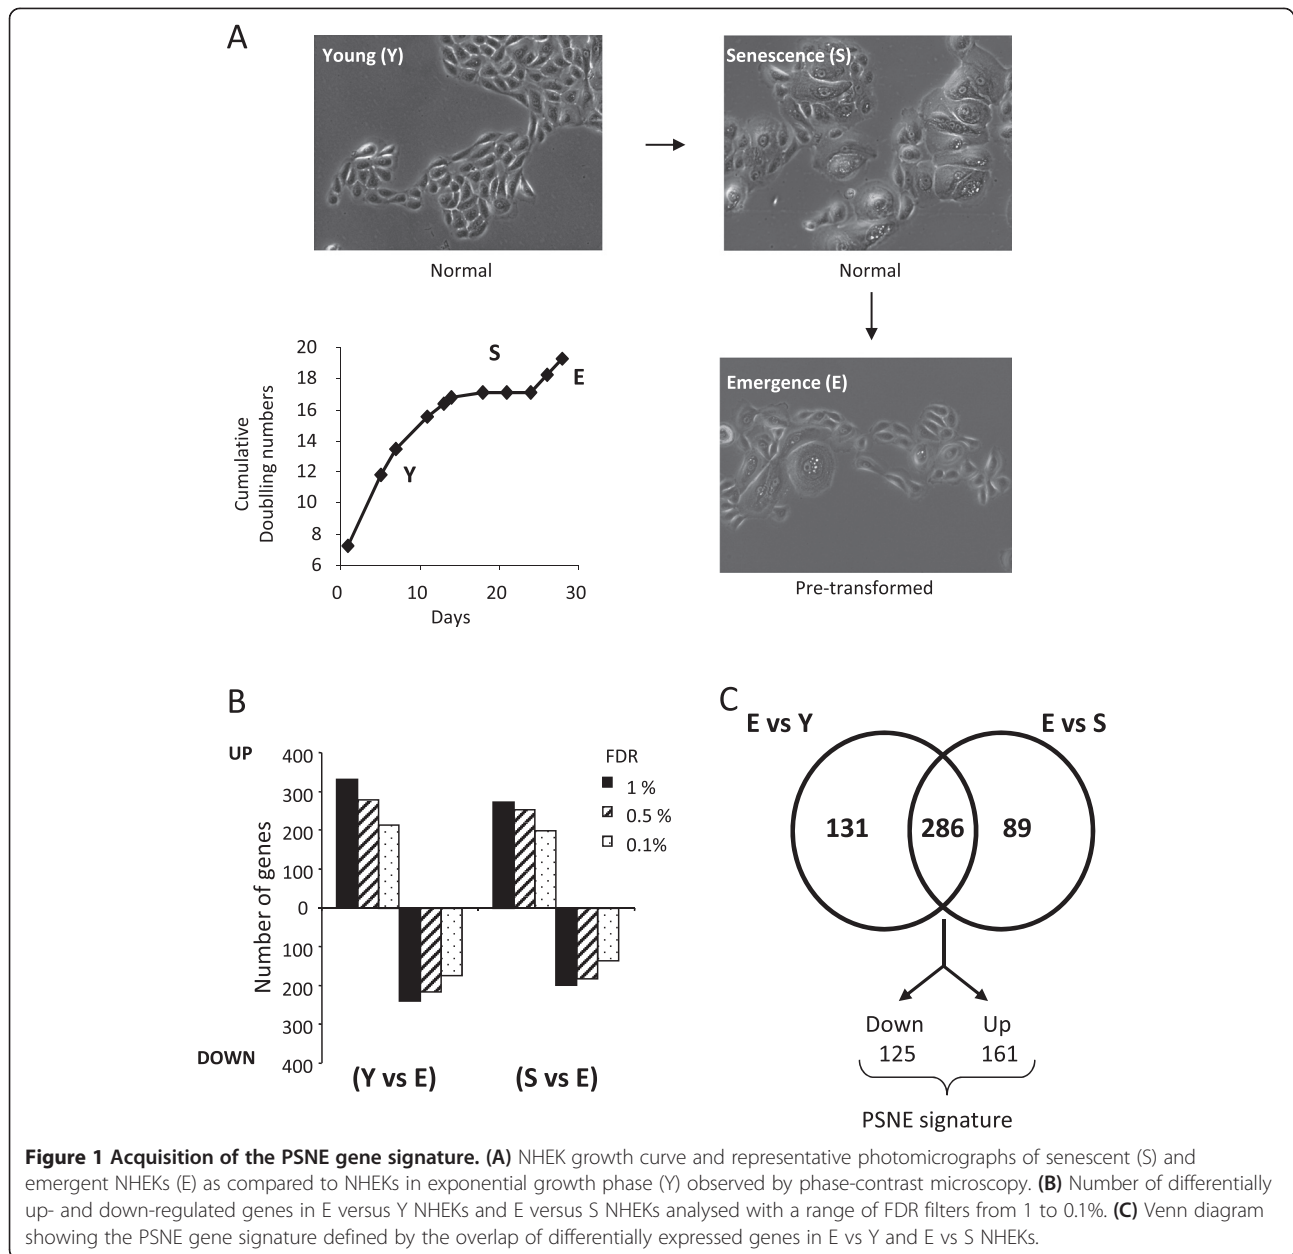 A
Young (Y)
Senescence (S)
Normal
Normal
Emergence (E)
Pre-transformed
20
18
16
14
12
10
8
6
Cumulative
Doublling numbers
S
E
Y
0 10 20 30
Days
B
UP
DOWN
400
300
200
100
0
100
200
300
400
Number of genes
FDR
1 %
0.5 %
0.1%
(Y vs E) (S vs E)
C
E vs Y E vs S
131 286 89
Down Up
125 161
PSNE signature
Figure 1 Acquisition of the PSNE gene signature. (A) NHEK growth curve and representative photomicrographs of senescent (S) and
emergent NHEKs (E) as compared to NHEKs in exponential growth phase (Y) observed by phase-contrast microscopy. (B) Number of differentially
up- and down-regulated genes in E versus Y NHEKs and E versus S NHEKs analysed with a range of FDR filters from 1 to 0.1%. (C) Venn diagram
showing the PSNE gene signature defined by the overlap of differentially expressed genes in E vs Y and E vs S NHEKs.